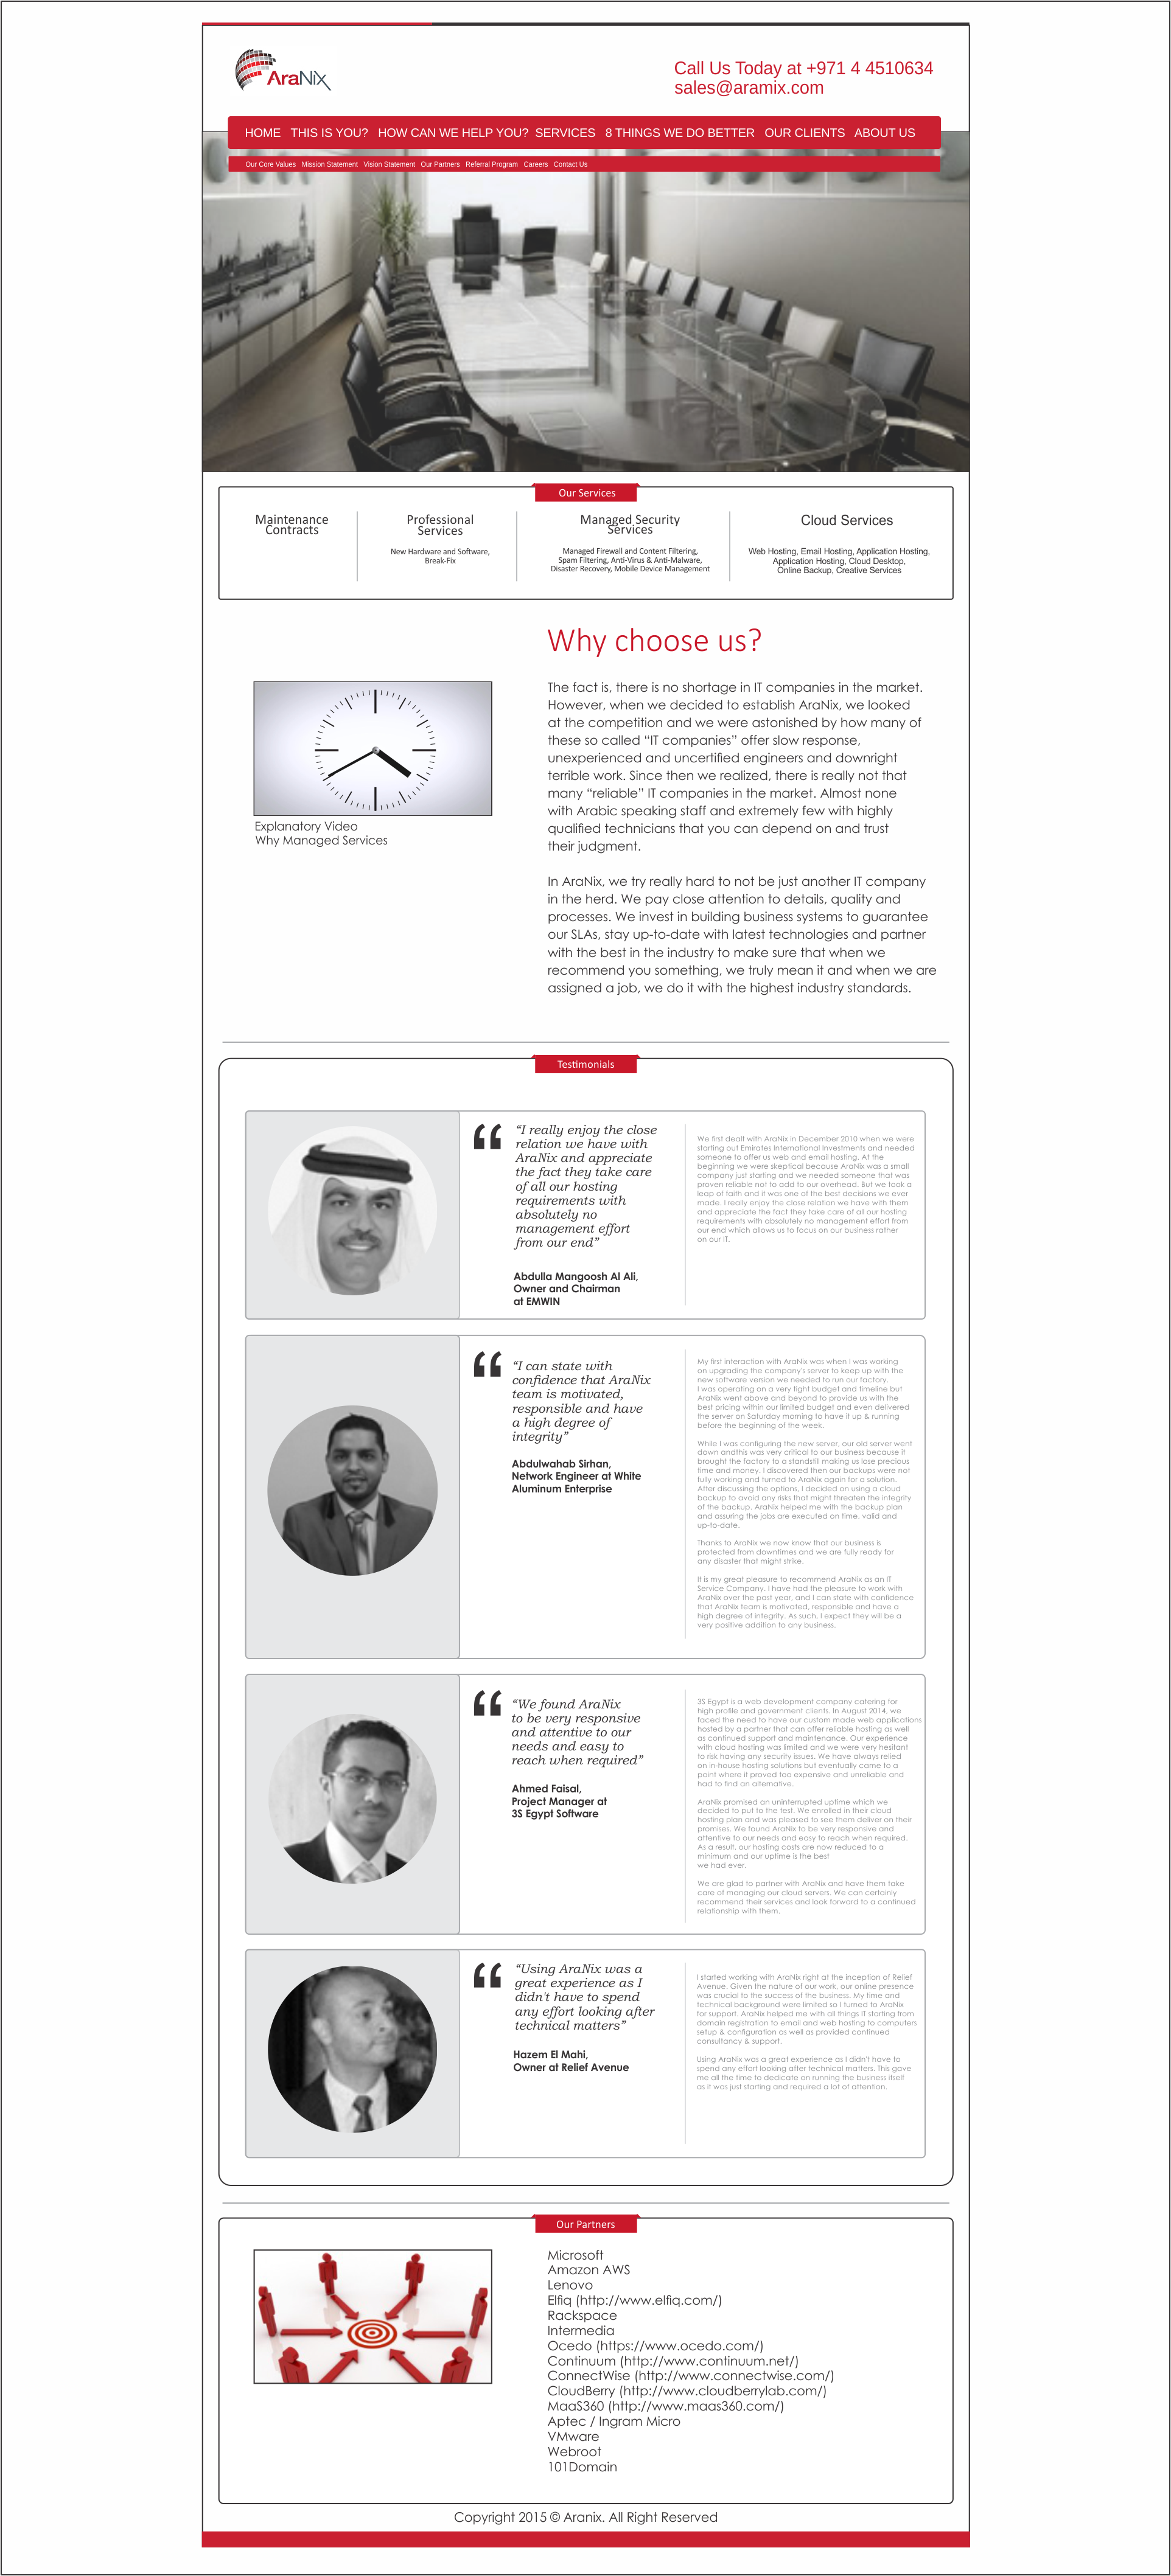 AraNix
Call Us Today at +971 4 4510634
sales@aramix.com
HOME THIS IS YOU? HOW CAN WE HELP YOU? SERVICES 8 THINGS WE DO BETTER OUR CLIENTS ABOUT US
Our Core Values Mission Statement Vision Statement Our Partners Referral Program Careers Contact Us
Our Services
Maintenance
Contracts
Professional
Services
New Hardware and Software,
Break-Fix
Managed Security
Services
Managed Firewall and Content Filtering,
Spam Filtering, Anti-Virus & Anti-Malware,
Disaster Recovery, Mobile Device Management
Cloud Services
Web Hosting, Email Hosting, Application Hosting,
Application Hosting, Cloud Desktop,
Online Backup, Creative Services
Why choose us?
Explanatory Video
Why Managed Services
The fact is, there is no shortage in IT companies in the market.
However, when we decided to establish AraNix, we looked
at the competition and we were astonished by how many of
these so called “IT companies” offer slow response,
unexperienced and uncertified engineers and downright
terrible work. Since then we realized, there is really not that
many “reliable” IT companies in the market. Almost none
with Arabic speaking staff and extremely few with highly
qualified technicians that you can depend on and trust
their judgment.
In AraNix, we try really hard to not be just another IT company
in the herd. We pay close attention to details, quality and
processes. We invest in building business systems to guarantee
our SLAs, stay up-to-date with latest technologies and partner
with the best in the industry to make sure that when we
recommend you something, we truly mean it and when we are
assigned a job, we do it with the highest industry standards.
Testimonials
“I really enjoy the close
relation we have with
AraNix and appreciate
the fact they take care
of all our hosting
requirements with
absolutely no
management effort
from our end”
Abdulla Mangoosh Al Ali,
Owner and Chairman
at EMWIN
We first dealt with AraNix in December 2010 when we were
starting out Emirates International Investments and needed
someone to offer us web and email hosting. At the
beginning we were skeptical because AraNix was a small
company just starting and we needed someone that was
proven reliable not to add to our overhead. But we took a
leap of faith and it was one of the best decisions we ever
made. I really enjoy the close relation we have with them
and appreciate the fact they take care of all our hosting
requirements with absolutely no management effort from
our end which allows us to focus on our business rather
on our IT.
“I can state with
confidence that AraNix
team is motivated,
responsible and have
a high degree of
integrity”
Abdulwahab Sirhan,
Network Engineer at White
Aluminum Enterprise
My first interaction with AraNix was when I was working
on upgrading the company's server to keep up with the
new software version we needed to run our factory.
I was operating on a very tight budget and timeline but
AraNix went above and beyond to provide us with the
best pricing within our limited budget and even delivered
the server on Saturday morning to have it up & running
before the beginning of the week.
While I was configuring the new server, our old server went
down andthis was very critical to our business because it
brought the factory to a standstill making us lose precious
time and money. I discovered then our backups were not
fully working and turned to AraNix again for a solution.
After discussing the options, I decided on using a cloud
backup to avoid any risks that might threaten the integrity
of the backup. AraNix helped me with the backup plan
and assuring the jobs are executed on time, valid and
up-to-date.
Thanks to AraNix we now know that our business is
protected from downtimes and we are fully ready for
any disaster that might strike.
It is my great pleasure to recommend AraNix as an IT
Service Company. I have had the pleasure to work with
AraNix over the past year, and I can state with confidence
that AraNix team is motivated, responsible and have a
high degree of integrity. As such, I expect they will be a
very positive addition to any business.
“We found AraNix
to be very responsive
and attentive to our
needs and easy to
reach when required”
Ahmed Faisal,
Project Manager at
3S Egypt Software
3S Egypt is a web development company catering for
high profile and government clients. In August 2014, we
faced the need to have our custom made web applications
hosted by a partner that can offer reliable hosting as well
as continued support and maintenance. Our experience
with cloud hosting was limited and we were very hesitant
to risk having any security issues. We have always relied
on in-house hosting solutions but eventually came to a
point where it proved too expensive and unreliable and
had to find an alternative.
AraNix promised an uninterrupted uptime which we
decided to put to the test. We enrolled in their cloud
hosting plan and was pleased to see them deliver on their
promises. We found AraNix to be very responsive and
attentive to our needs and easy to reach when required.
As a result, our hosting costs are now reduced to a
minimum and our uptime is the best
we had ever.
We are glad to partner with AraNix and have them take
care of managing our cloud servers. We can certainly
recommend their services and look forward to a continued
relationship with them.
“Using AraNix was a
great experience as I
didn't have to spend
any effort looking after
technical matters”
Hazem El Mahi,
Owner at Relief Avenue
I started working with AraNix right at the inception of Relief
Avenue. Given the nature of our work, our online presence
was crucial to the success of the business. My time and
technical background were limited so I turned to AraNix
for support. AraNix helped me with all things IT starting from
domain registration to email and web hosting to computers
setup & configuration as well as provided continued
consultancy & support.
Using AraNix was a great experience as I didn't have to
spend any effort looking after technical matters. This gave
me all the time to dedicate on running the business itself
as it was just starting and required a lot of attention.
Our Partners
Microsoft
Amazon AWS
Lenovo
Elfiq (http://www.elfiq.com/)
Rackspace
Intermedia
Ocedo (https://www.ocedo.com/)
Continuum (http://www.continuum.net/)
ConnectWise (http://www.connectwise.com/)
CloudBerry (http://www.cloudberrylab.com/)
MaaS360 (http://www.maas360.com/)
Aptec / Ingram Micro
VMware
Webroot
101Domain
Copyright 2015 © Aranix. All Right Reserved